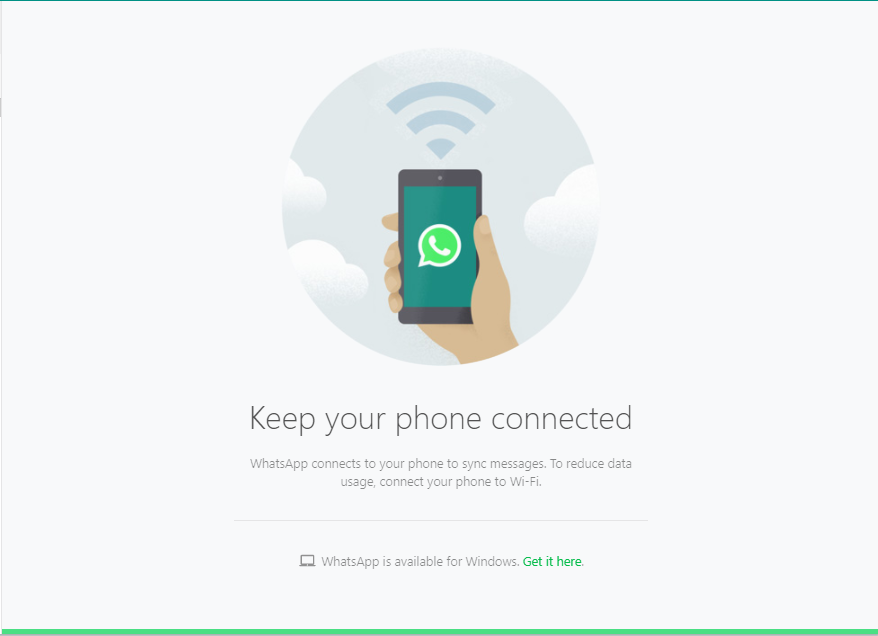 Keep your phone connected
WhatsApp connects to your phone to sync messages. To reduce data
usage, connect your phone to Wi-Fi.
WhatsApp is available for Windows. Get it here.